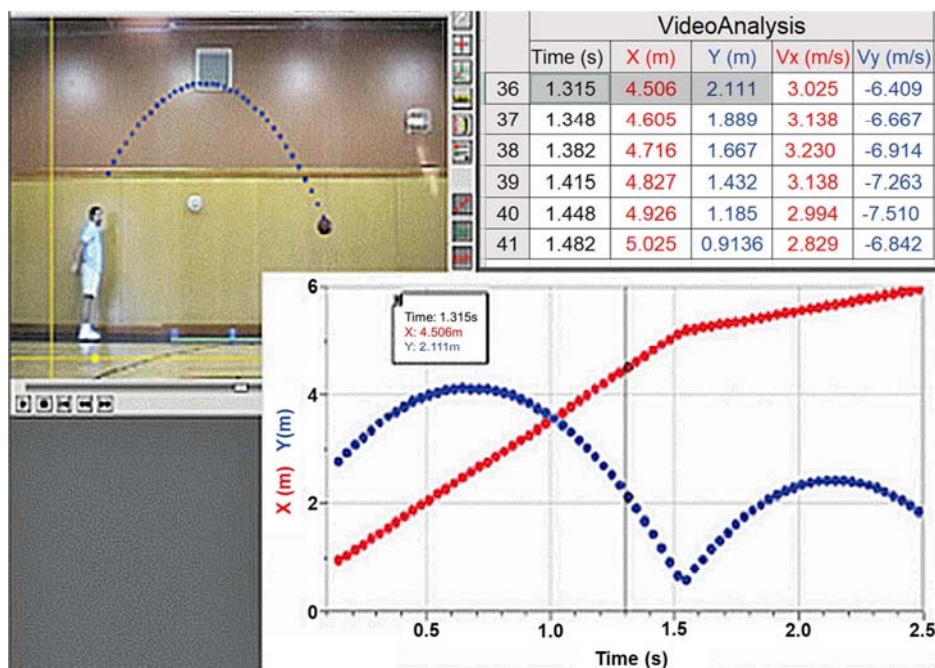 VideoAnalysis
Time (s) X (m) Y (m) Vx (m/s) Vy (m/s)
36 1.315 4.506 2.111 3.025 -6.409
37 1.348 4.605 1.889 3.138 -6.667
38 1.382 4.716 1.667 3.230 -6.914
39 1.415 4.827 1.432 3.138 -7.263
40 1.448 4.926 1.185 2.994 -7.510
41 1.482 5.025 0.9136 2.829 -6.842
Time: 1.315s
X: 4.506m
Y: 2.111m
X (m) Y(m)
6
4
2
0
0.5 1.0 1.5 2.0 2.5
Time (s)